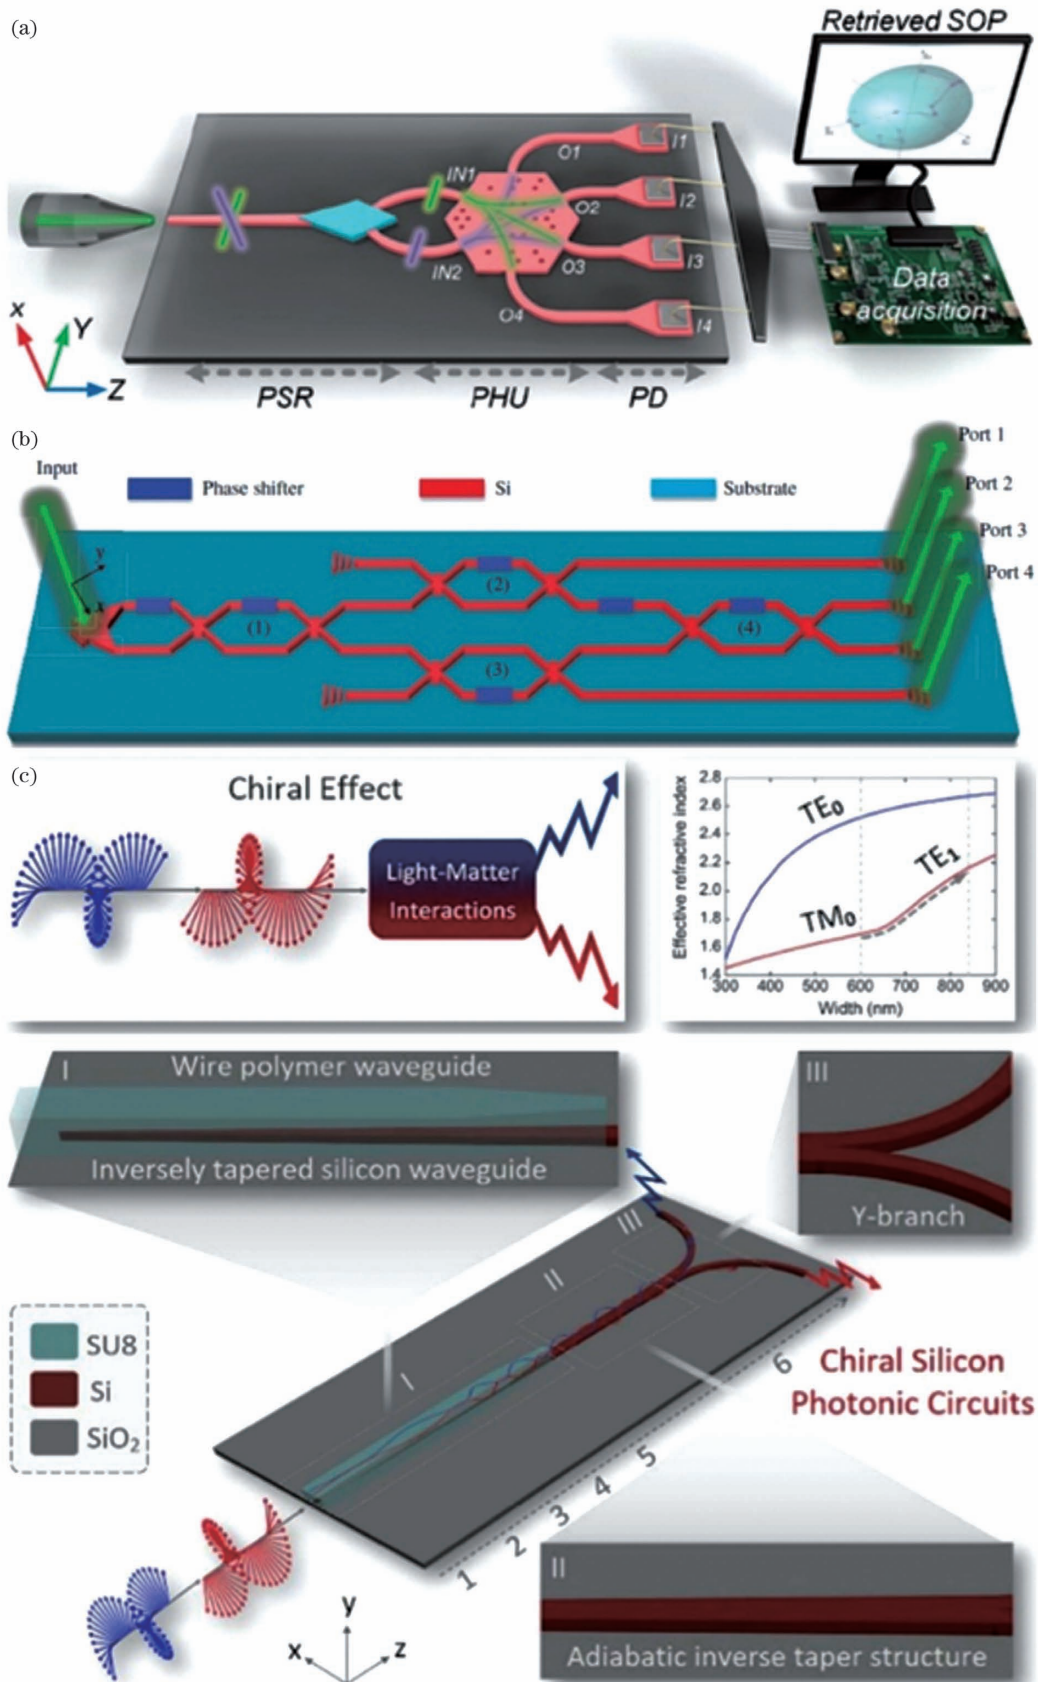 (a)
Retrieved SOP
IN1
IN2
O1
O2
O3
O4
I1
I2
I3
I4
Data
acquisition
x
Y
Z
PSR
PHU
PD
(b)
Input
Phase shifter
Si
Substrate
Port 1
Port 2
Port 3
Port 4
y
x
(1)
(2)
(3)
(4)
(c)
Chiral Effect
Light-Matter
Interactions
Effective refractive index
2.8
2.6
2.4
2.2
2.0
1.8
1.6
1.4
TE0
TE1
TM0
300 400 500 600 700 800 900
Width (nm)
I
Wire polymer waveguide
Inversely tapered silicon waveguide
III
Y-branch
III
II
I
SU8
Si
SiO₂
Chiral Silicon
Photonic Circuits
1 2 3 4 5 6
II
Adiabatic inverse taper structure
x
y
z